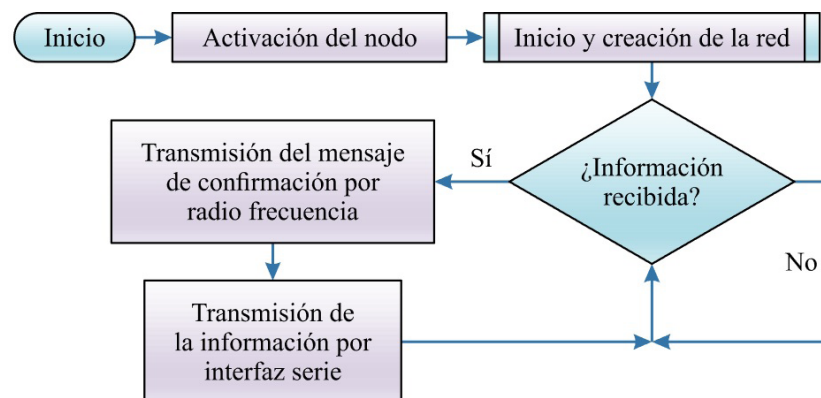 Inicio
Activación del nodo
Inicio y creación de la red
¿Información
recibida?
Sí
Transmisión del mensaje
de confirmación por
radio frecuencia
No
Transmisión de
la información por
interfaz serie